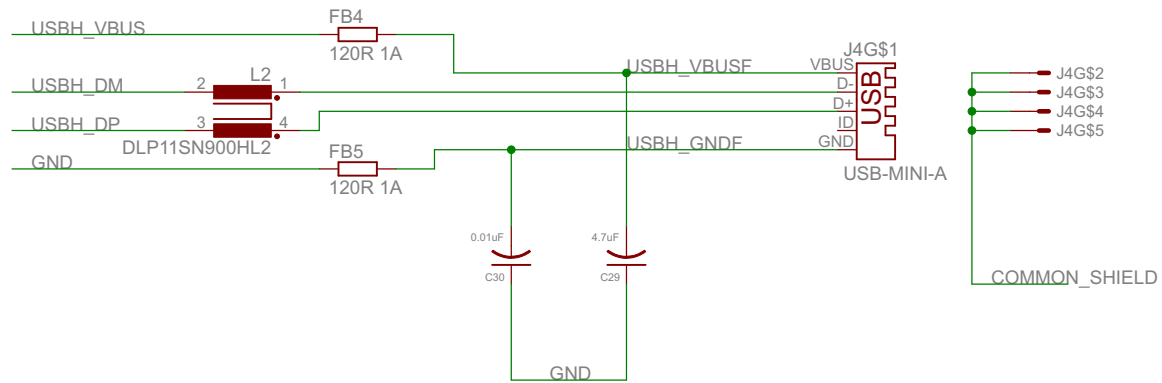 FB4
USBH_VBUS
120R 1A
J4G$1
L2
USBH_VBUSF
VBUS
J4G$2
USBH_DM
2
1
D-
J4G$3
D+
J4G$4
USB
USBH_DP
3
4
ID
J4G$5
DLP11SN900HL2
FB5
USBH_GNDF
GND
GND
120R 1A
USB-MINI-A
0.01uF
4.7uF
C30
C29
COMMON_SHIELD
GND